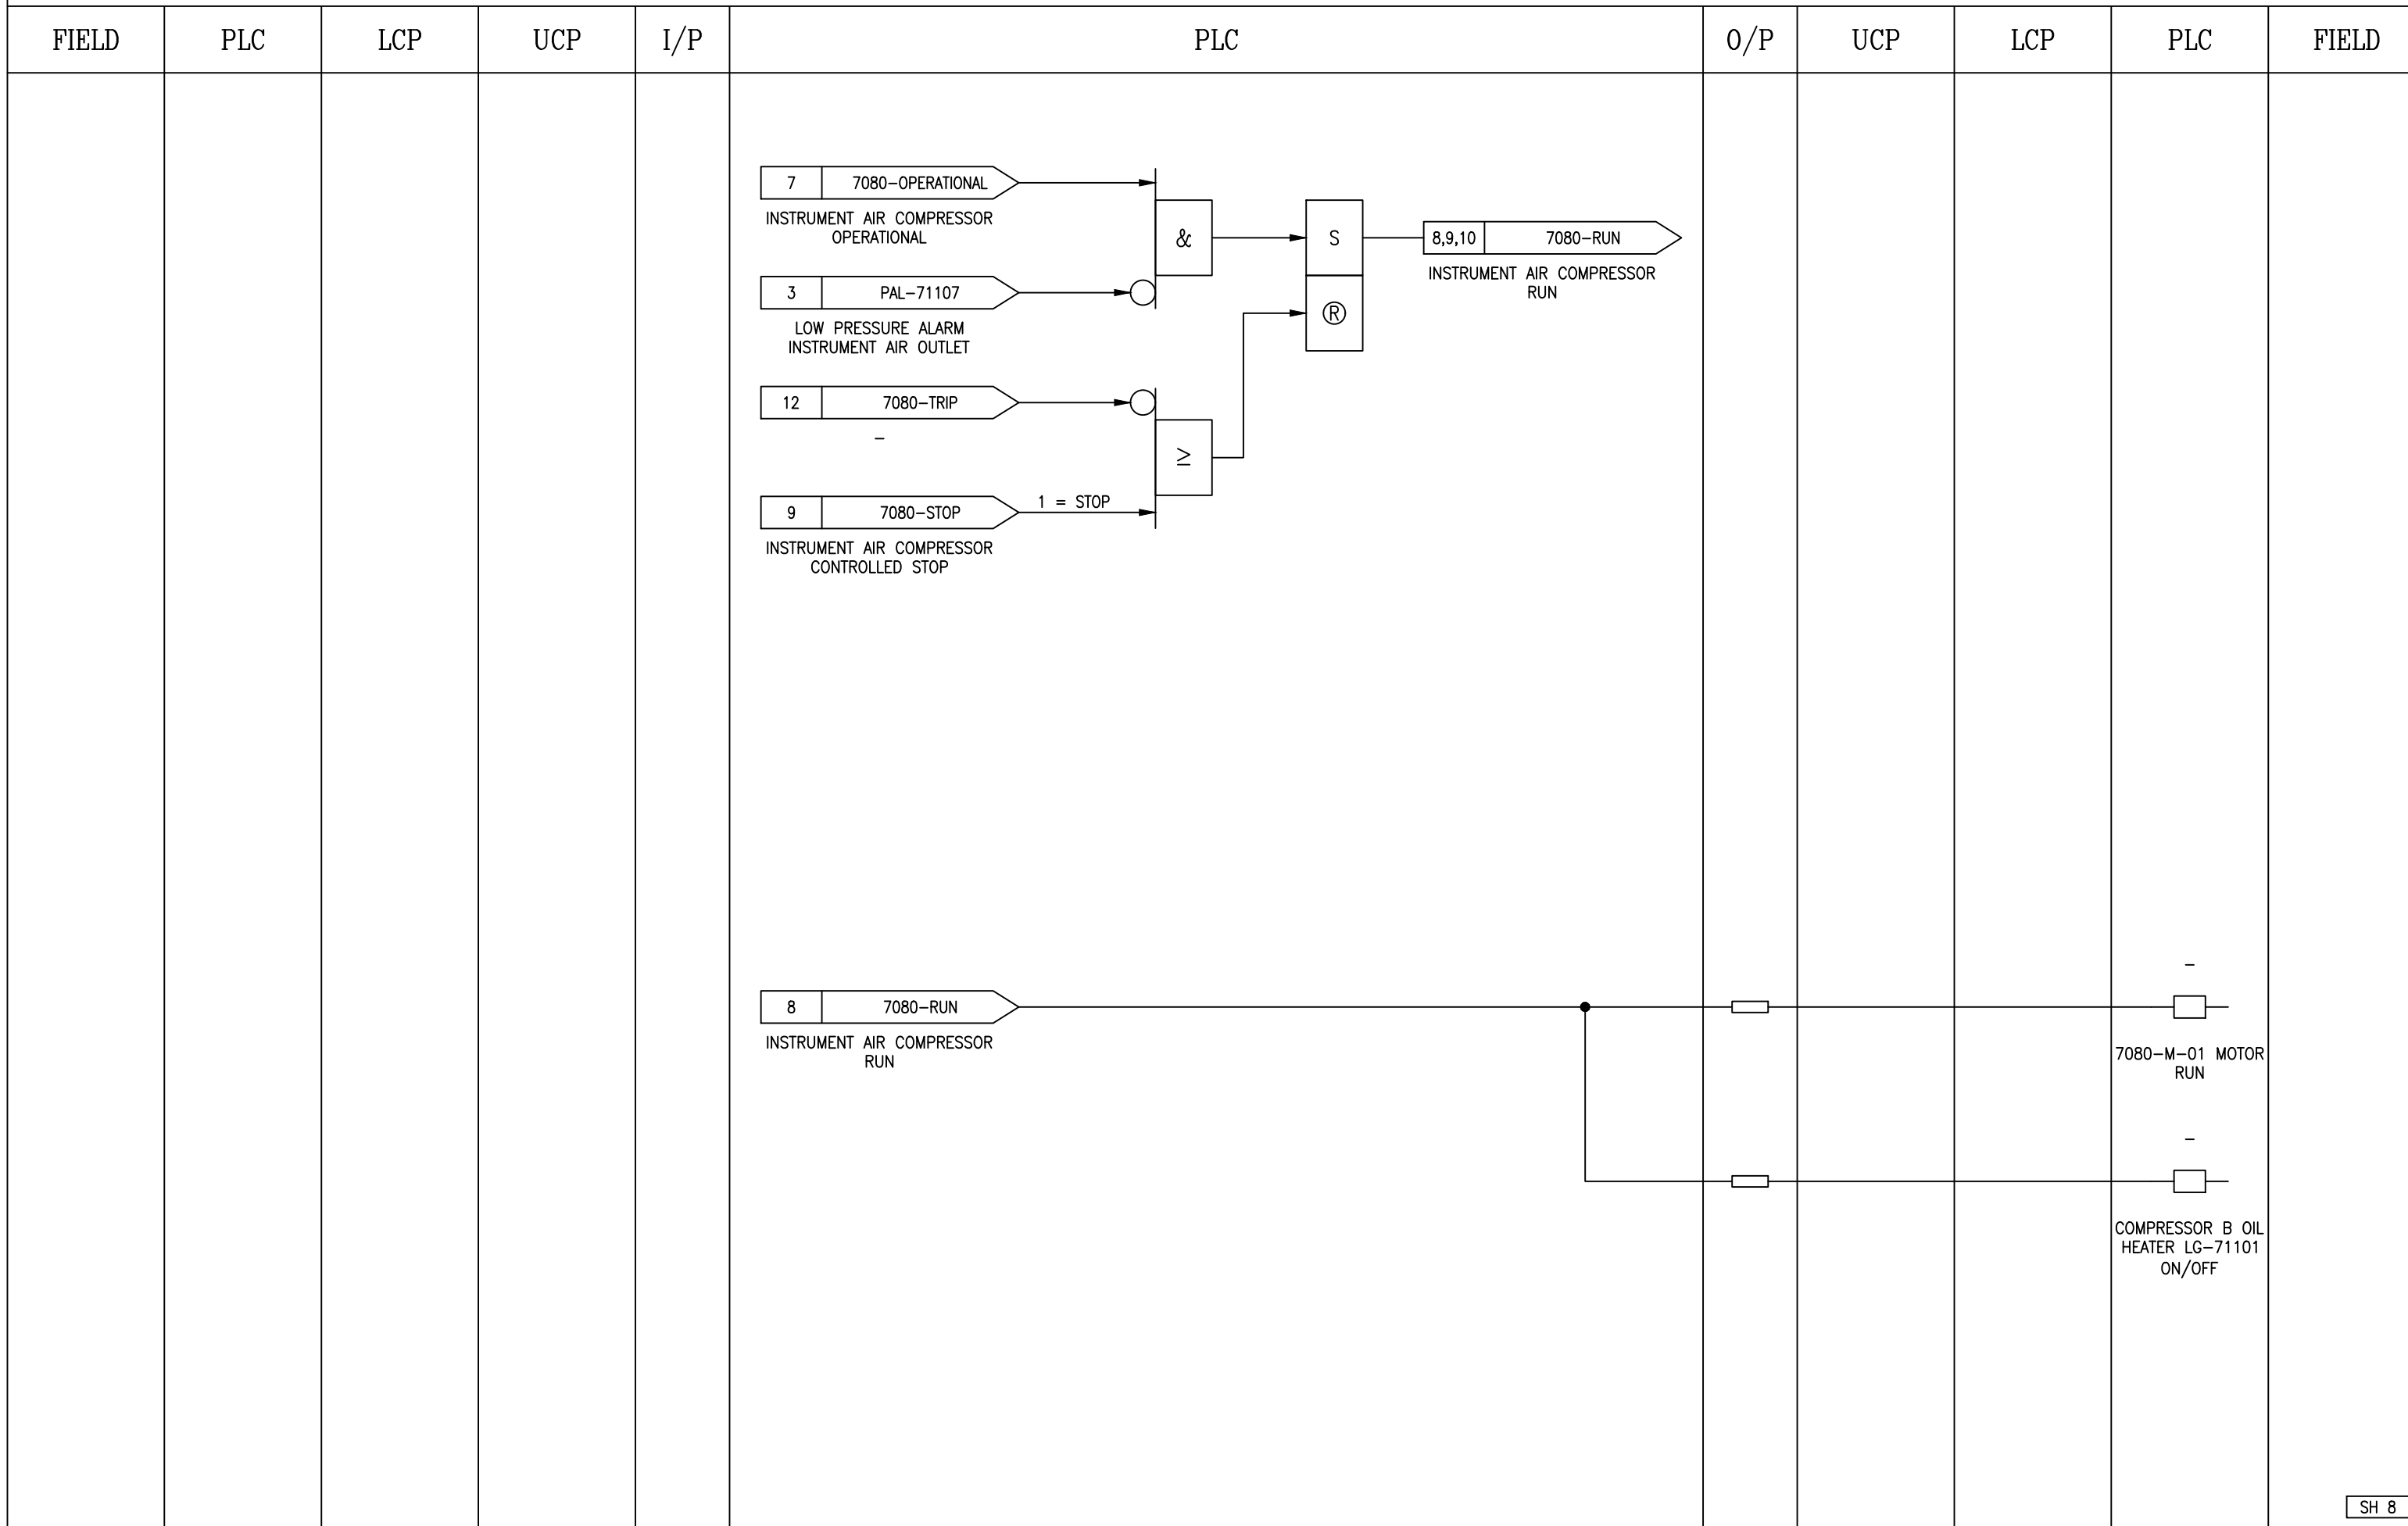 FIELD PLC LCP UCP I/P PLC O/P UCP LCP PLC FIELD
7 7080-OPERATIONAL
INSTRUMENT AIR COMPRESSOR
OPERATIONAL
&
S
8,9,10 7080-RUN
INSTRUMENT AIR COMPRESSOR
RUN
3 PAL-71107
LOW PRESSURE ALARM
INSTRUMENT AIR OUTLET
Ⓡ
12 7080-TRIP
-
≥
9 7080-STOP
1 = STOP
INSTRUMENT AIR COMPRESSOR
CONTROLLED STOP
8 7080-RUN
INSTRUMENT AIR COMPRESSOR
RUN
-
7080-M-01 MOTOR
RUN
-
COMPRESSOR B OIL
HEATER LG-71101
ON/OFF
SH 8